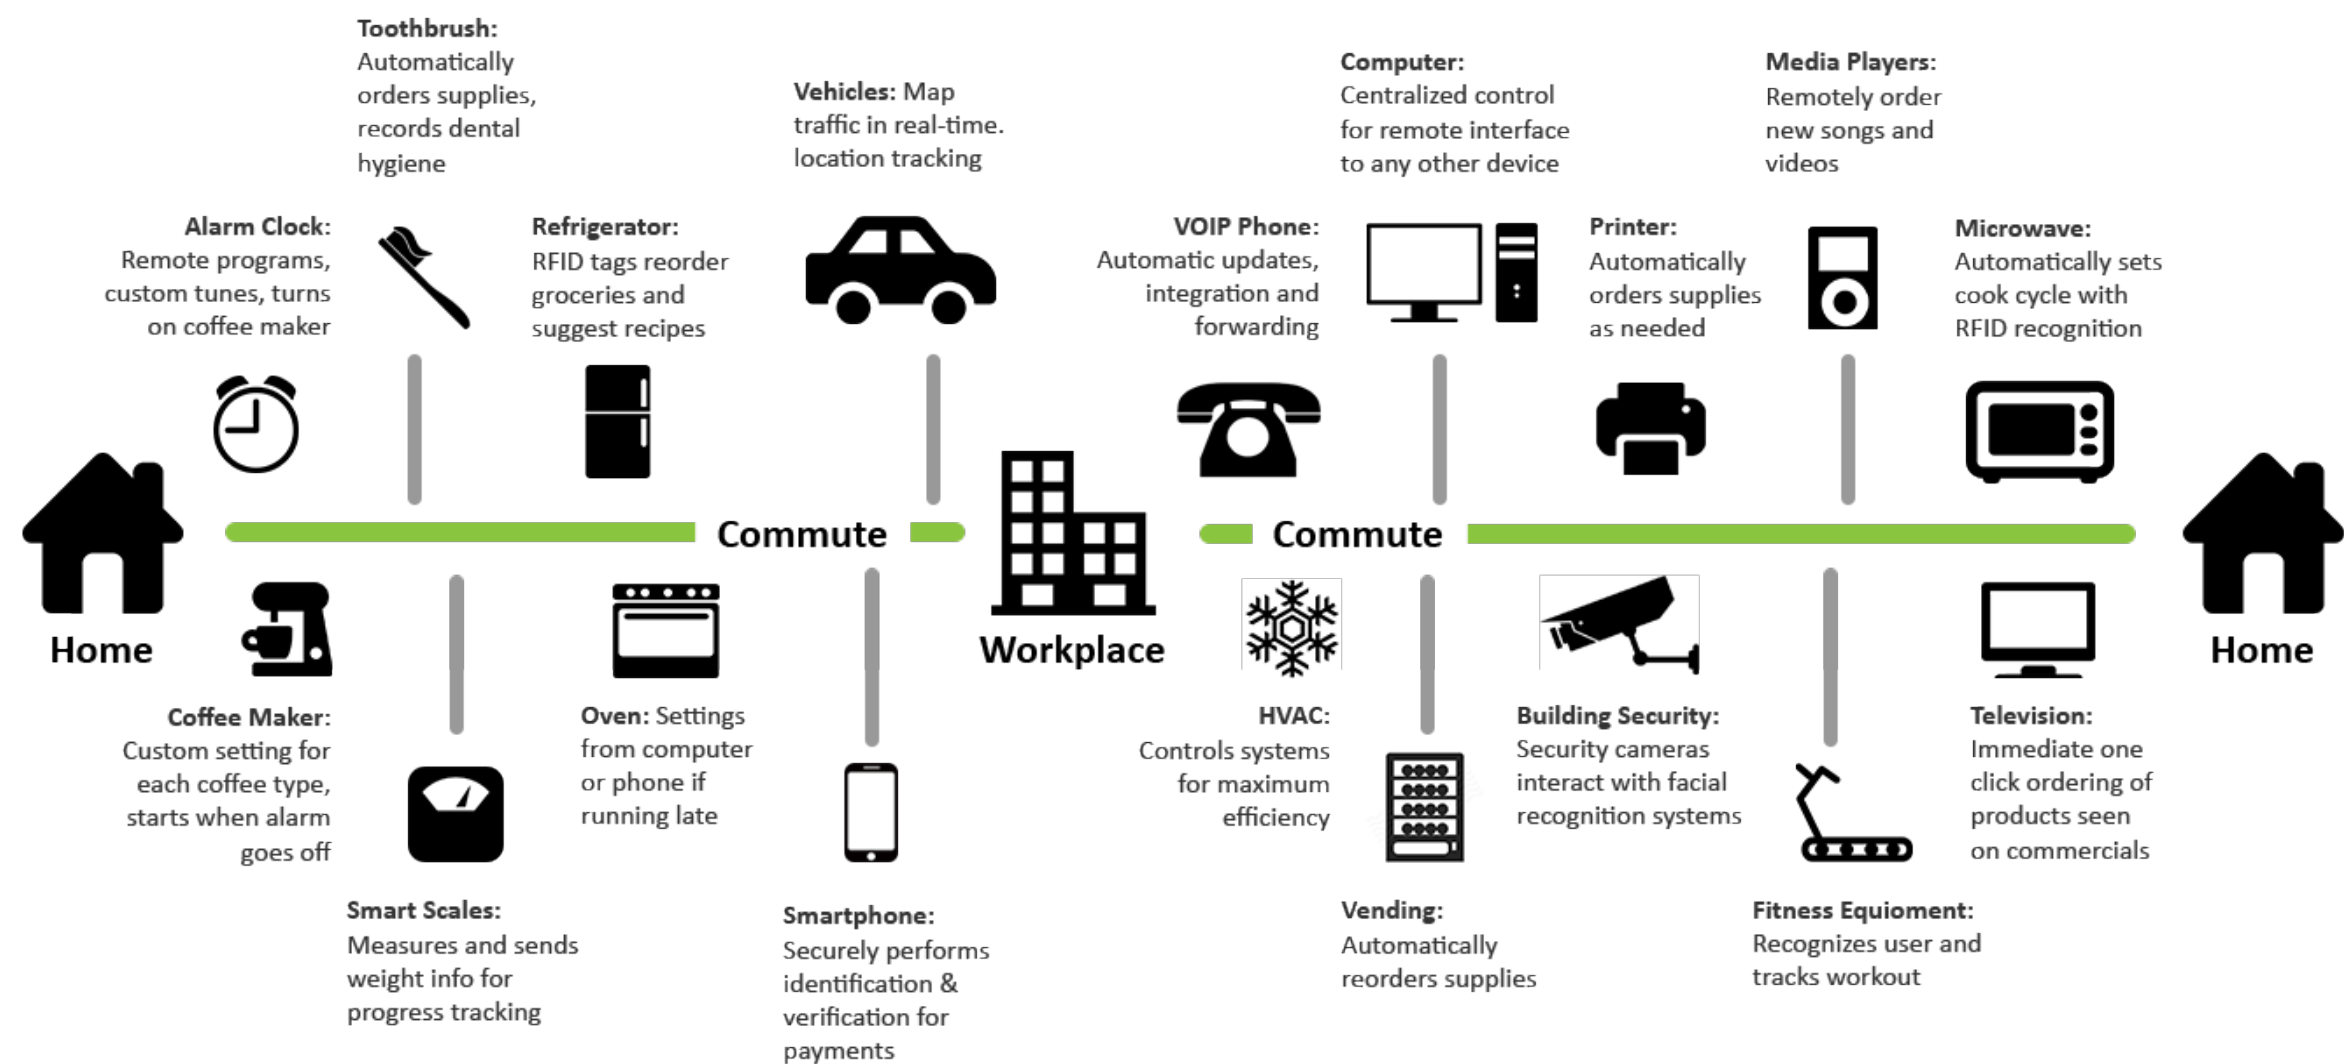 Toothbrush:
Automatically
orders supplies,
records dental
hygiene
Vehicles: Map
traffic in real-time.
location tracking
Computer:
Centralized control
for remote interface
to any other device
Media Players:
Remotely order
new songs and
videos
Alarm Clock:
Remote programs,
custom tunes, turns
on coffee maker
Refrigerator:
RFID tags reorder
groceries and
suggest recipes
VOIP Phone:
Automatic updates,
integration and
forwarding
Printer:
Automatically
orders supplies
as needed
Microwave:
Automatically sets
cook cycle with
RFID recognition
Commute
Commute
Home
Workplace
Home
Coffee Maker:
Custom setting for
each coffee type,
starts when alarm
goes off
Oven: Settings
from computer
or phone if
running late
HVAC:
Controls systems
for maximum
efficiency
Building Security:
Security cameras
interact with facial
recognition systems
Television:
Immediate one
click ordering of
products seen
on commercials
Smart Scales:
Measures and sends
weight info for
progress tracking
Smartphone:
Securely performs
identification &
verification for
payments
Vending:
Automatically
reorders supplies
Fitness Equioment:
Recognizes user and
tracks workout